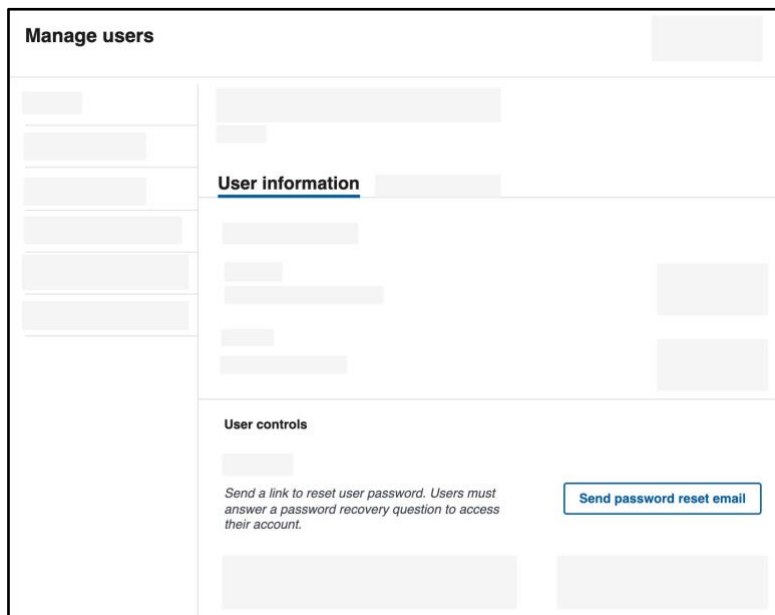 Manage users
User information
User controls
Send a link to reset user password. Users must
answer a password recovery question to access
their account.
Send password reset email